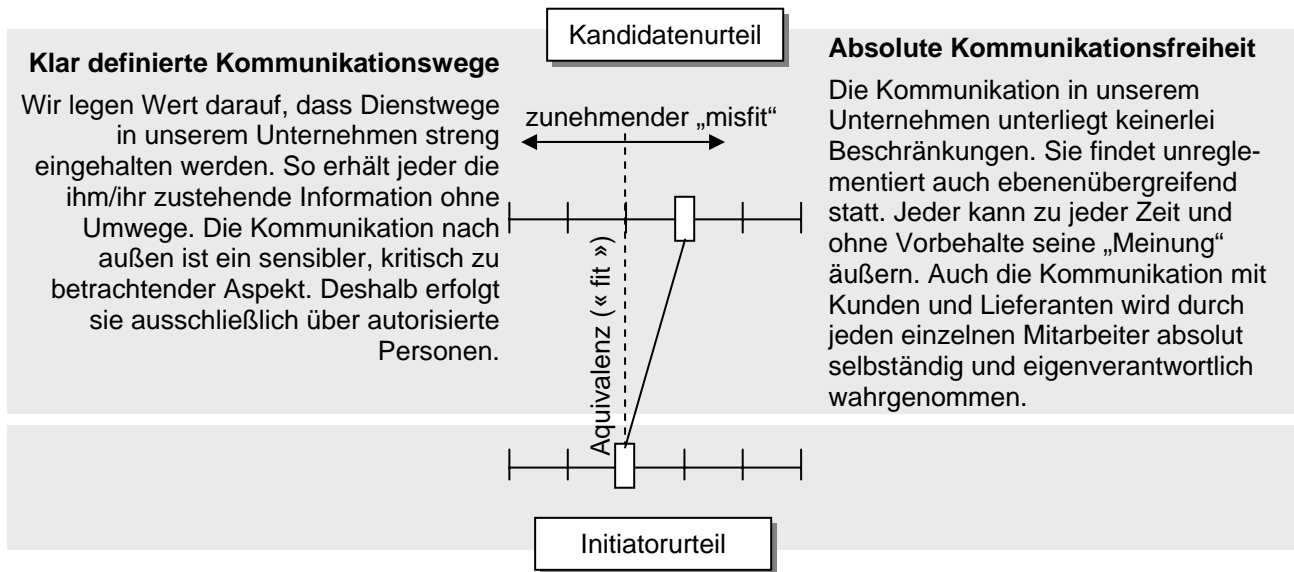 Kandidatenurteil
Klar definierte Kommunikationswege
Wir legen Wert darauf, dass Dienstwege
in unserem Unternehmen streng
eingehalten werden. So erhält jeder die
ihm/ihr zustehende Information ohne
Umwege. Die Kommunikation nach
außen ist ein sensibler, kritisch zu
betrachtender Aspekt. Deshalb erfolgt
sie ausschließlich über autorisierte
Personen.
zunehmender „misfit“
Äquivalenz (« fit »)
Absolute Kommunikationsfreiheit
Die Kommunikation in unserem
Unternehmen unterliegt keinerlei
Beschränkungen. Sie findet unregle-
mentiert auch ebenenübergreifend
statt. Jeder kann zu jeder Zeit und
ohne Vorbehalte seine „Meinung“
äußern. Auch die Kommunikation mit
Kunden und Lieferanten wird durch
jeden einzelnen Mitarbeiter absolut
selbständig und eigenverantwortlich
wahrgenommen.
Initiatorurteil